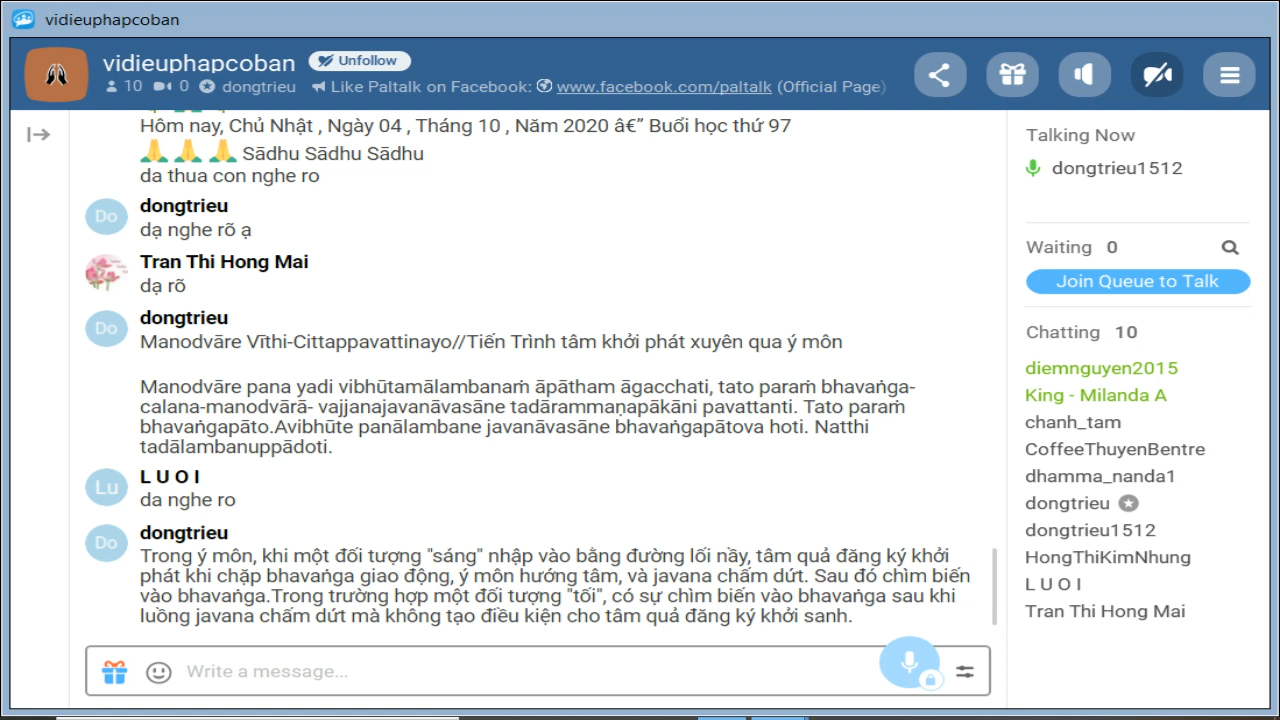 vidieuphapcoban
vidieuphapcoban Unfollow
10 0 dongtrieu Like Paltalk on Facebook: www.facebook.com/paltalk (Official Page)
Hôm nay, Chủ Nhật , Ngày 04 , Tháng 10 , Năm 2020 â€” Buổi học thứ 97
🙏 🙏 🙏 Sādhu Sādhu Sādhu
da thua con nghe ro
Do
dongtrieu
dạ nghe rõ ạ
Tran Thi Hong Mai
dạ rõ
Do
dongtrieu
Manodvāre Vīthi-Cittappavattinayo//Tiến Trình tâm khởi phát xuyên qua ý môn
Manodvāre pana yadi vibhūtamālambanaṁ āpātham āgacchati, tato paraṁ bhavaṅga-
calana-manodvārā- vajjanajavanāvasāne tadārammaṇapākāni pavattanti. Tato paraṁ
bhavaṅgapāto.Avibhūte panālambane javanāvasāne bhavaṅgapātova hoti. Natthi
tadālambanuppādoti.
Lu
L U O I
da nghe ro
Do
dongtrieu
Trong ý môn, khi một đối tượng "sáng" nhập vào bằng đường lối nầy, tâm quả đăng ký khởi
phát khi chặp bhavaṅga giao động, ý môn hướng tâm, và javana chấm dứt. Sau đó chìm biến
vào bhavaṅga.Trong trường hợp một đối tượng "tối", có sự chìm biến vào bhavaṅga sau khi
luồng javana chấm dứt mà không tạo điều kiện cho tâm quả đăng ký khởi sanh.
Write a message...
Talking Now
dongtrieu1512
Waiting 0
Join Queue to Talk
Chatting 10
diemnguyen2015
King - Milanda A
chanh_tam
CoffeeThuyenBentre
dhamma_nanda1
dongtrieu
dongtrieu1512
HongThiKimNhung
L U O I
Tran Thi Hong Mai